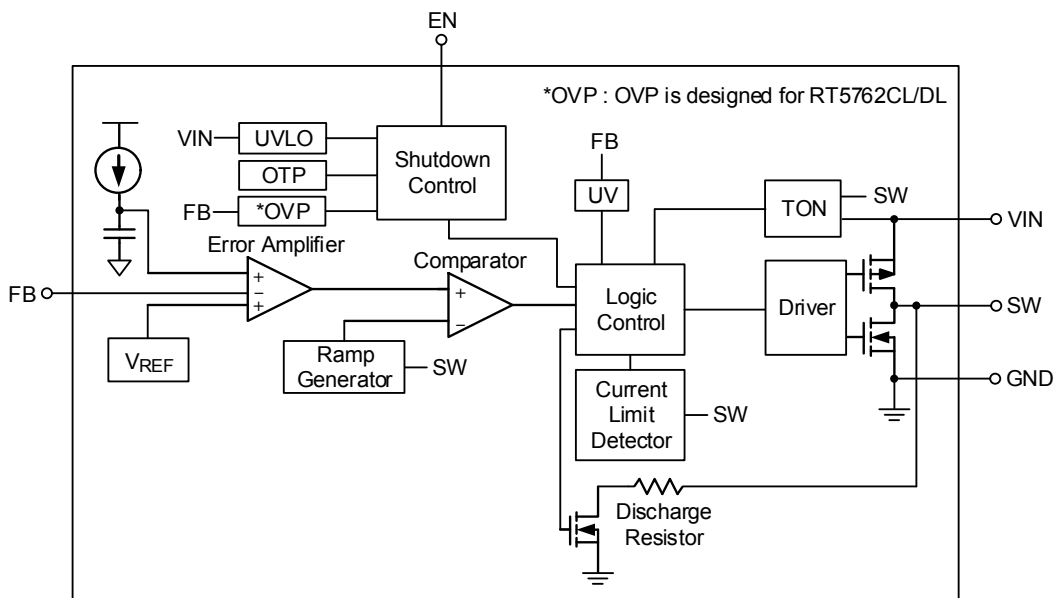 EN
*OVP : OVP is designed for RT5762CL/DL
VIN
UVLO
OTP
FB
*OVP
Shutdown
Control
FB
UV
TON
SW
VIN
Error Amplifier
Comparator
FB
+
−
+
+
−
Logic
Control
Driver
SW
VREF
Ramp
Generator
SW
GND
Current
Limit
Detector
SW
Discharge
Resistor